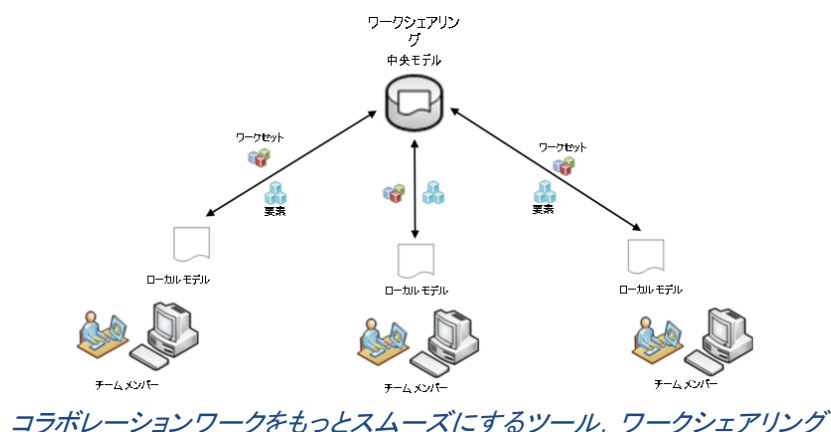 ワークシェアリン
グ
中央モデル
ワークセット
ワークセット
要素
要素
ローカルモデル
ローカルモデル
ローカルモデル
チームメンバー
チームメンバー
チームメンバー
コラボレーションワークをもっとスムーズにするツール, ワークシェアリング